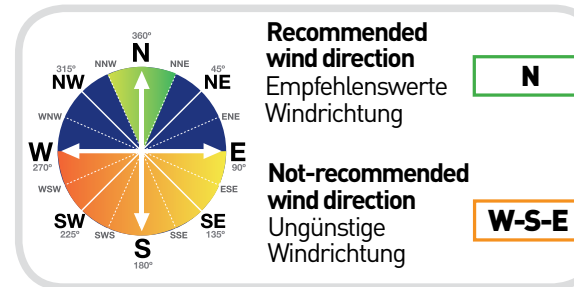 360°
N
NNW
NNE
315°
NW
45°
NE
WNW
ENE
W
270°
E
90°
WSW
ESE
SW
225°
SE
135°
SWS
SSE
S
180°
Recommended
wind direction
Empfehlenswerte
Windrichtung
N
Not-recommended
wind direction
Ungünstige
Windrichtung
W-S-E